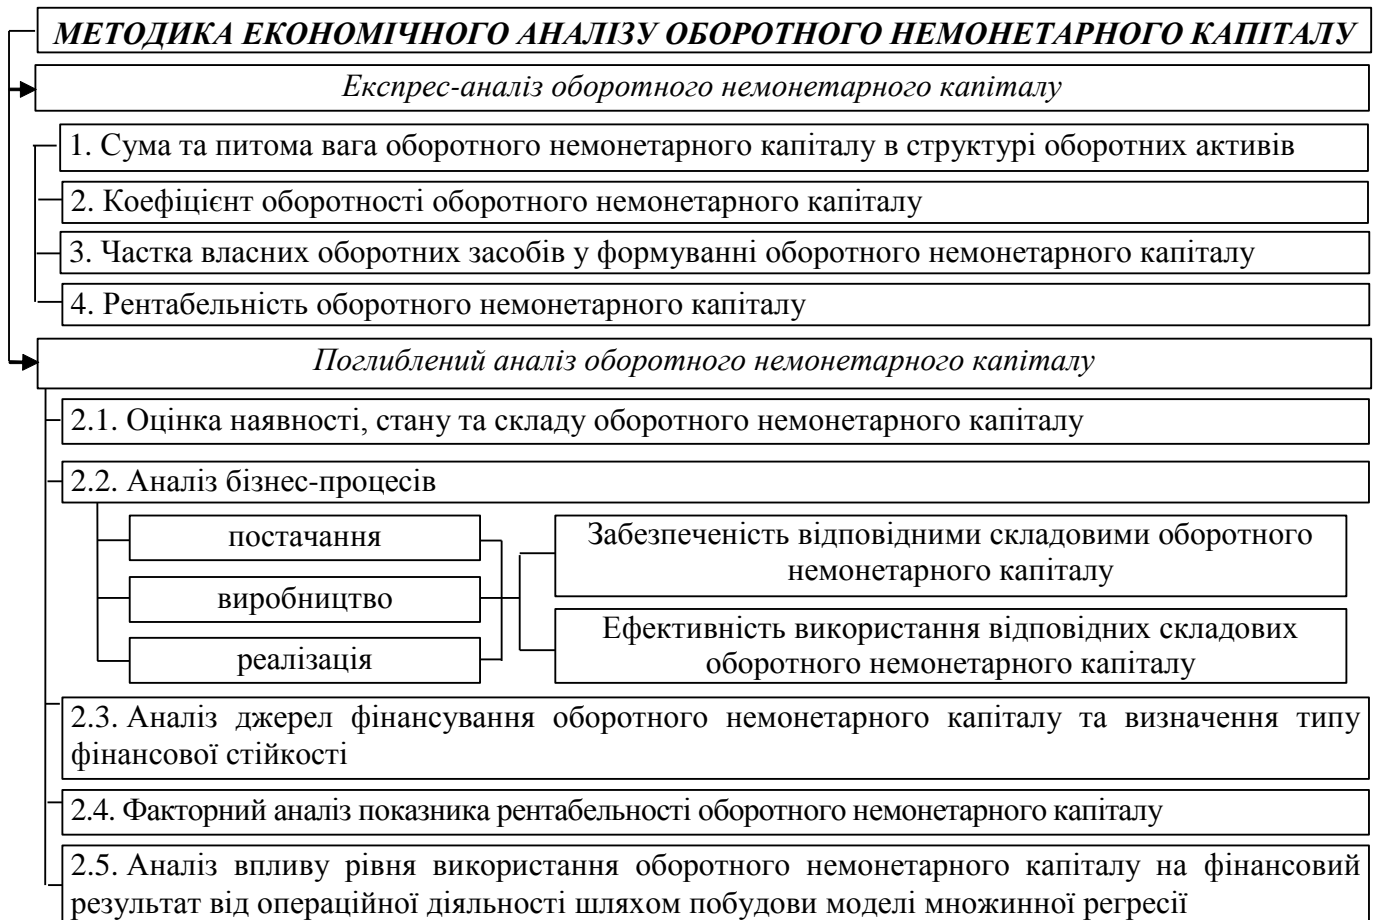 МЕТОДИКА ЕКОНОМІЧНОГО АНАЛІЗУ ОБОРОТНОГО НЕМОНЕТАРНОГО КАПІТАЛУ
Експрес-аналіз оборотного немонетарного капіталу
1. Сума та питома вага оборотного немонетарного капіталу в структурі оборотних активів
2. Коефіцієнт оборотності оборотного немонетарного капіталу
3. Частка власних оборотних засобів у формуванні оборотного немонетарного капіталу
4. Рентабельність оборотного немонетарного капіталу
Поглиблений аналіз оборотного немонетарного капіталу
2.1. Оцінка наявності, стану та складу оборотного немонетарного капіталу
2.2. Аналіз бізнес-процесів
постачання
виробництво
реалізація
Забезпеченість відповідними складовими оборотного
немонетарного капіталу
Ефективність використання відповідних складових
оборотного немонетарного капіталу
2.3. Аналіз джерел фінансування оборотного немонетарного капіталу та визначення типу
фінансової стійкості
2.4. Факторний аналіз показника рентабельності оборотного немонетарного капіталу
2.5. Аналіз впливу рівня використання оборотного немонетарного капіталу на фінансовий
результат від операційної діяльності шляхом побудови моделі множинної регресії